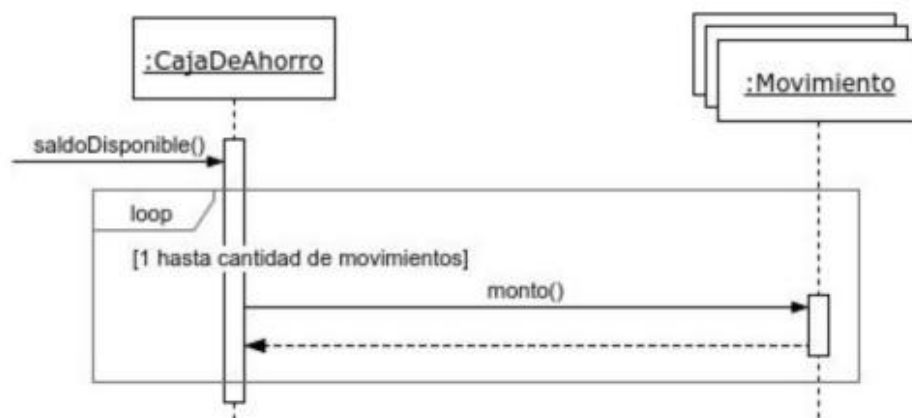 :CajaDeAhorro
:Movimiento
saldoDisponible()
loop
[1 hasta cantidad de movimientos]
monto()